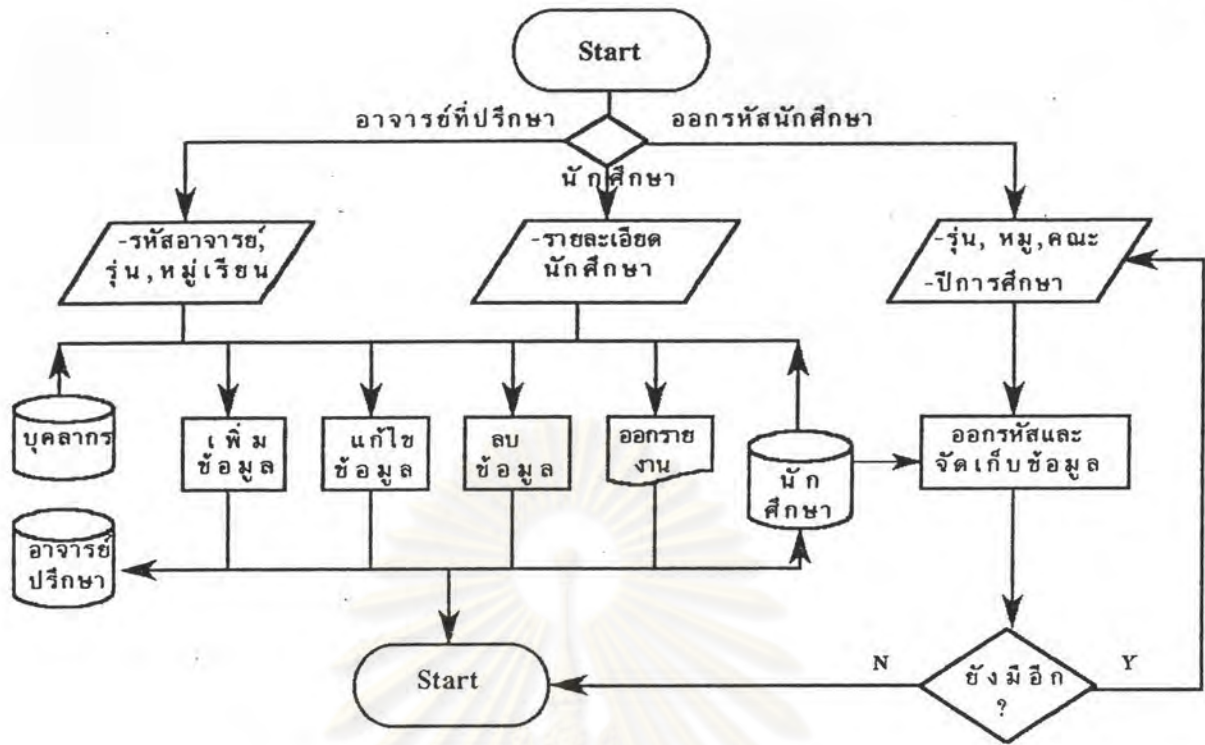 Start
อาจารย์ที่ปรึกษา
ออกรหัสนักศึกษา
นักศึกษา
-รหัสอาจารย์,
รุ่น,หมู่เรียน
-รายละเอียด
นักศึกษา
-รุ่น, หมู่,คณะ
-ปีการศึกษา
บุคลากร
เพิ่ม
ข้อมูล
แก้ไข
ข้อมูล
ลบ
ข้อมูล
ออกราย
งาน
นัก
ศึกษา
ออกรหัสและ
จัดเก็บข้อมูล
อาจารย์
ปรึกษา
Start
N
ยังมีอีก
?
Y